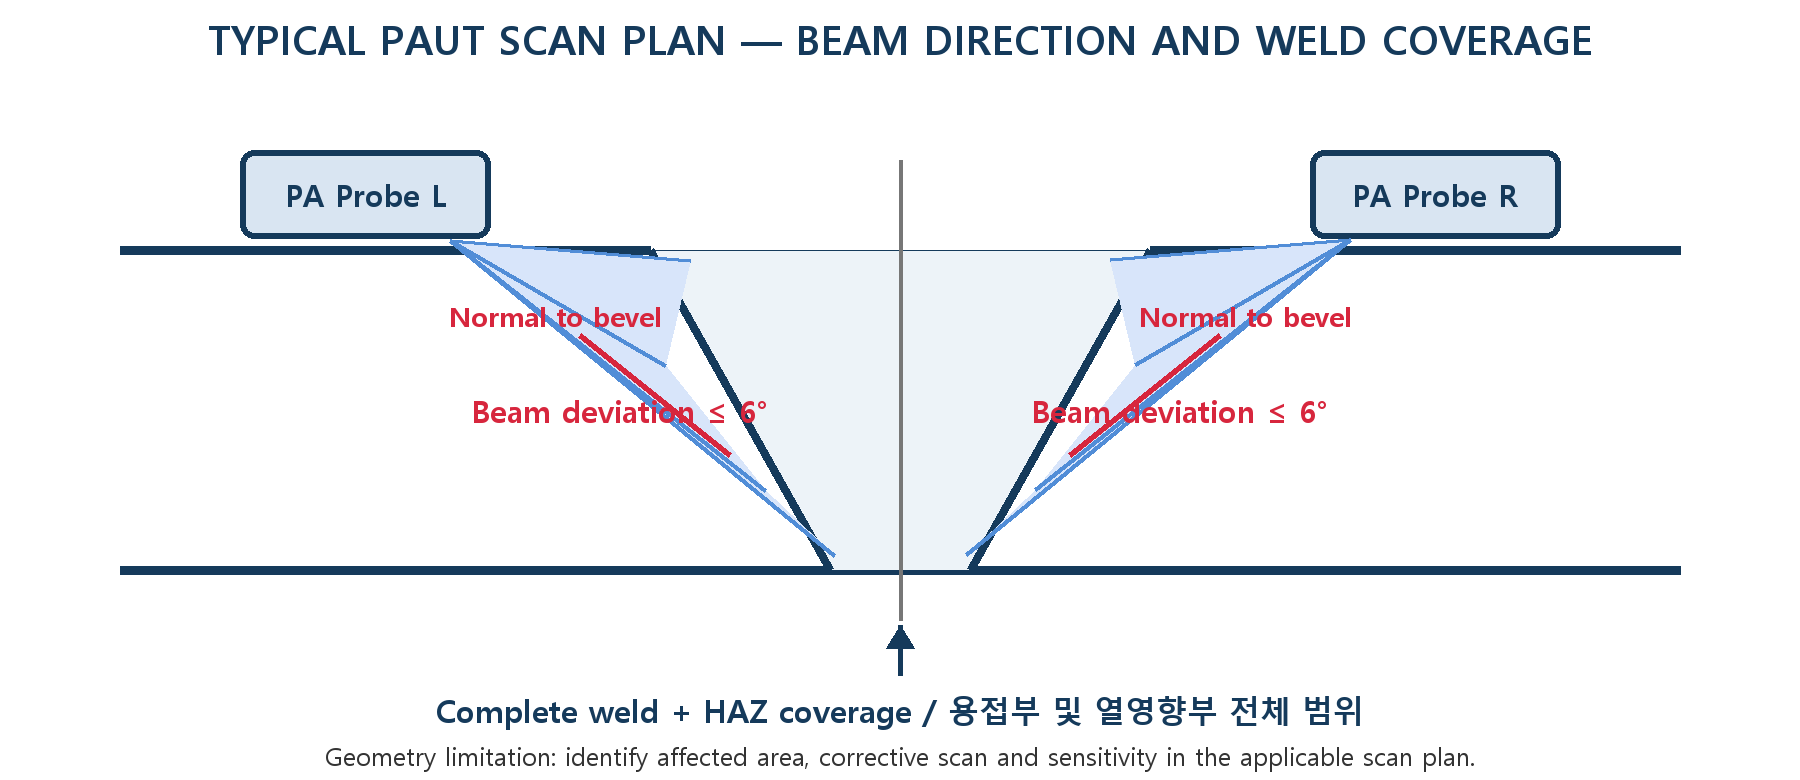 TYPICAL PAUT SCAN PLAN — BEAM DIRECTION AND WELD COVERAGE
PA Probe L
PA Probe R
Normal to bevel
Normal to bevel
Beam deviation ≤ 6°
Beam deviation ≤ 6°
Complete weld + HAZ coverage / 용접부 및 열영향부 전체 범위
Geometry limitation: identify affected area, corrective scan and sensitivity in the applicable scan plan.